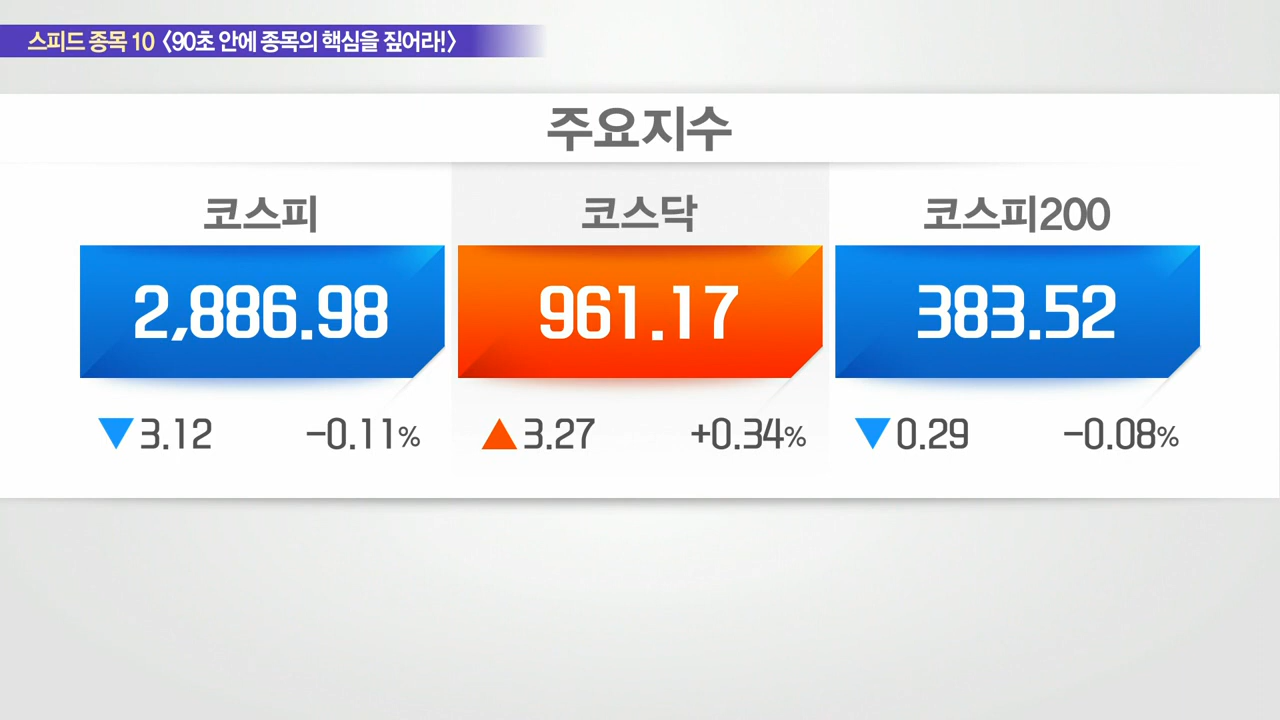 스피드 종목 10 〈90초 안에 종목의 핵심을 짚어라!〉
주요지수
코스피 코스닥 코스피200
2,886.98 961.17 383.52
▼3.12 -0.11% ▲3.27 +0.34% ▼0.29 -0.08%